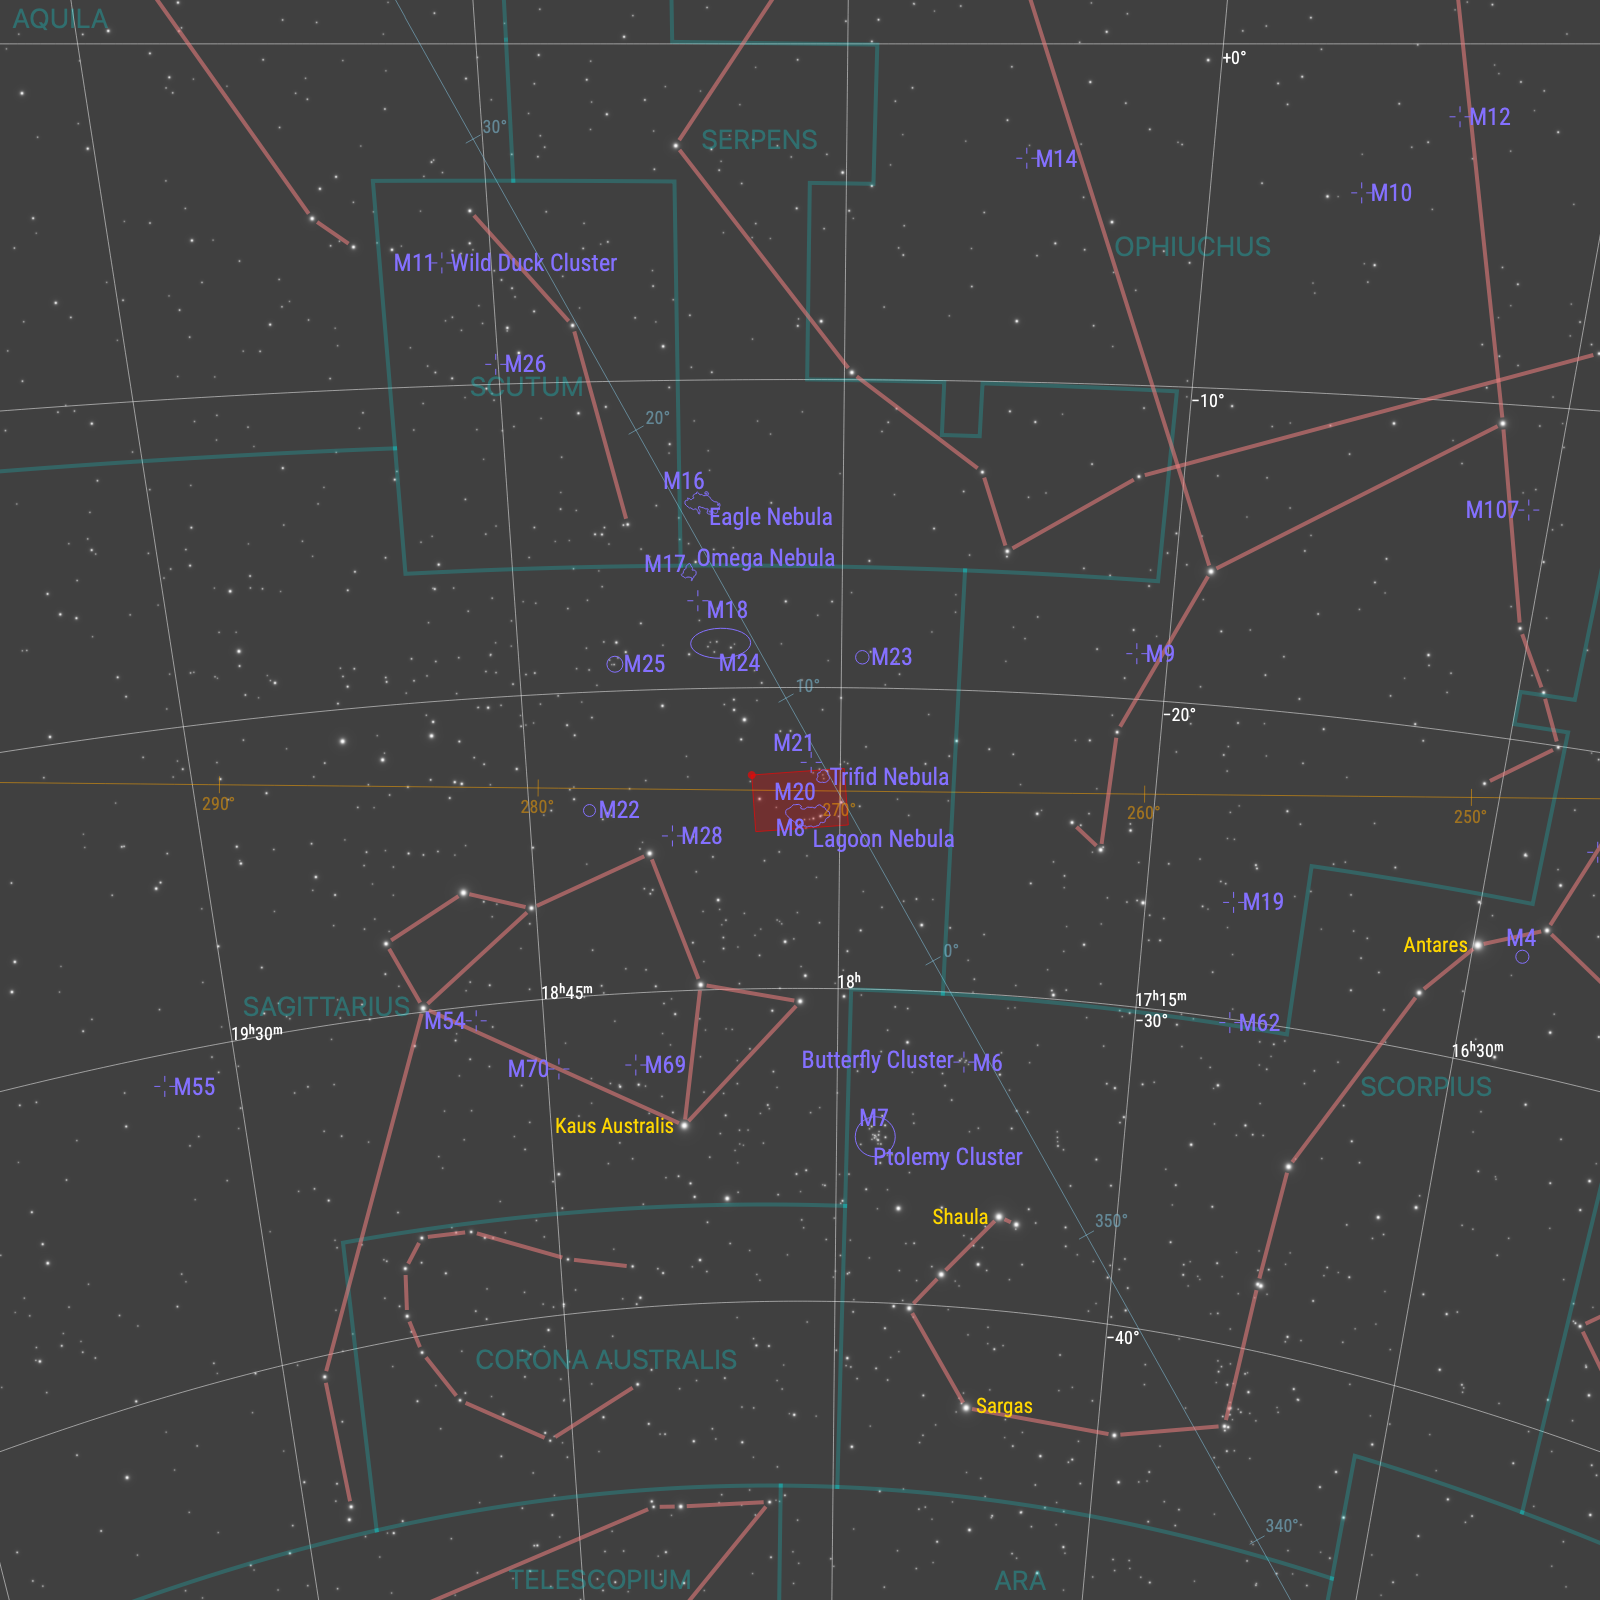 AQUILA
+0°
M12
30°
SERPENS
M14
M10
OPHIUCHUS
M11 Wild Duck Cluster
M26
SCUTUM
-10°
20°
M16
Eagle Nebula
M107
Omega Nebula
M17
M18
M24
M25
M23
M9
10°
-20°
M21
Trifid Nebula
M20
290°
280°
270°
260°
250°
M22
M8
M28
Lagoon Nebula
M19
Antares
M4
0°
18h
18h45m
17h15m
SAGITTARIUS
M54
-30°
M62
19h30m
16h30m
M70
M69
Butterfly Cluster M6
M55
SCORPIUS
Kaus Australis
M7
Ptolemy Cluster
Shaula
350°
-40°
CORONA AUSTRALIS
Sargas
340°
TELESCOPIUM
ARA